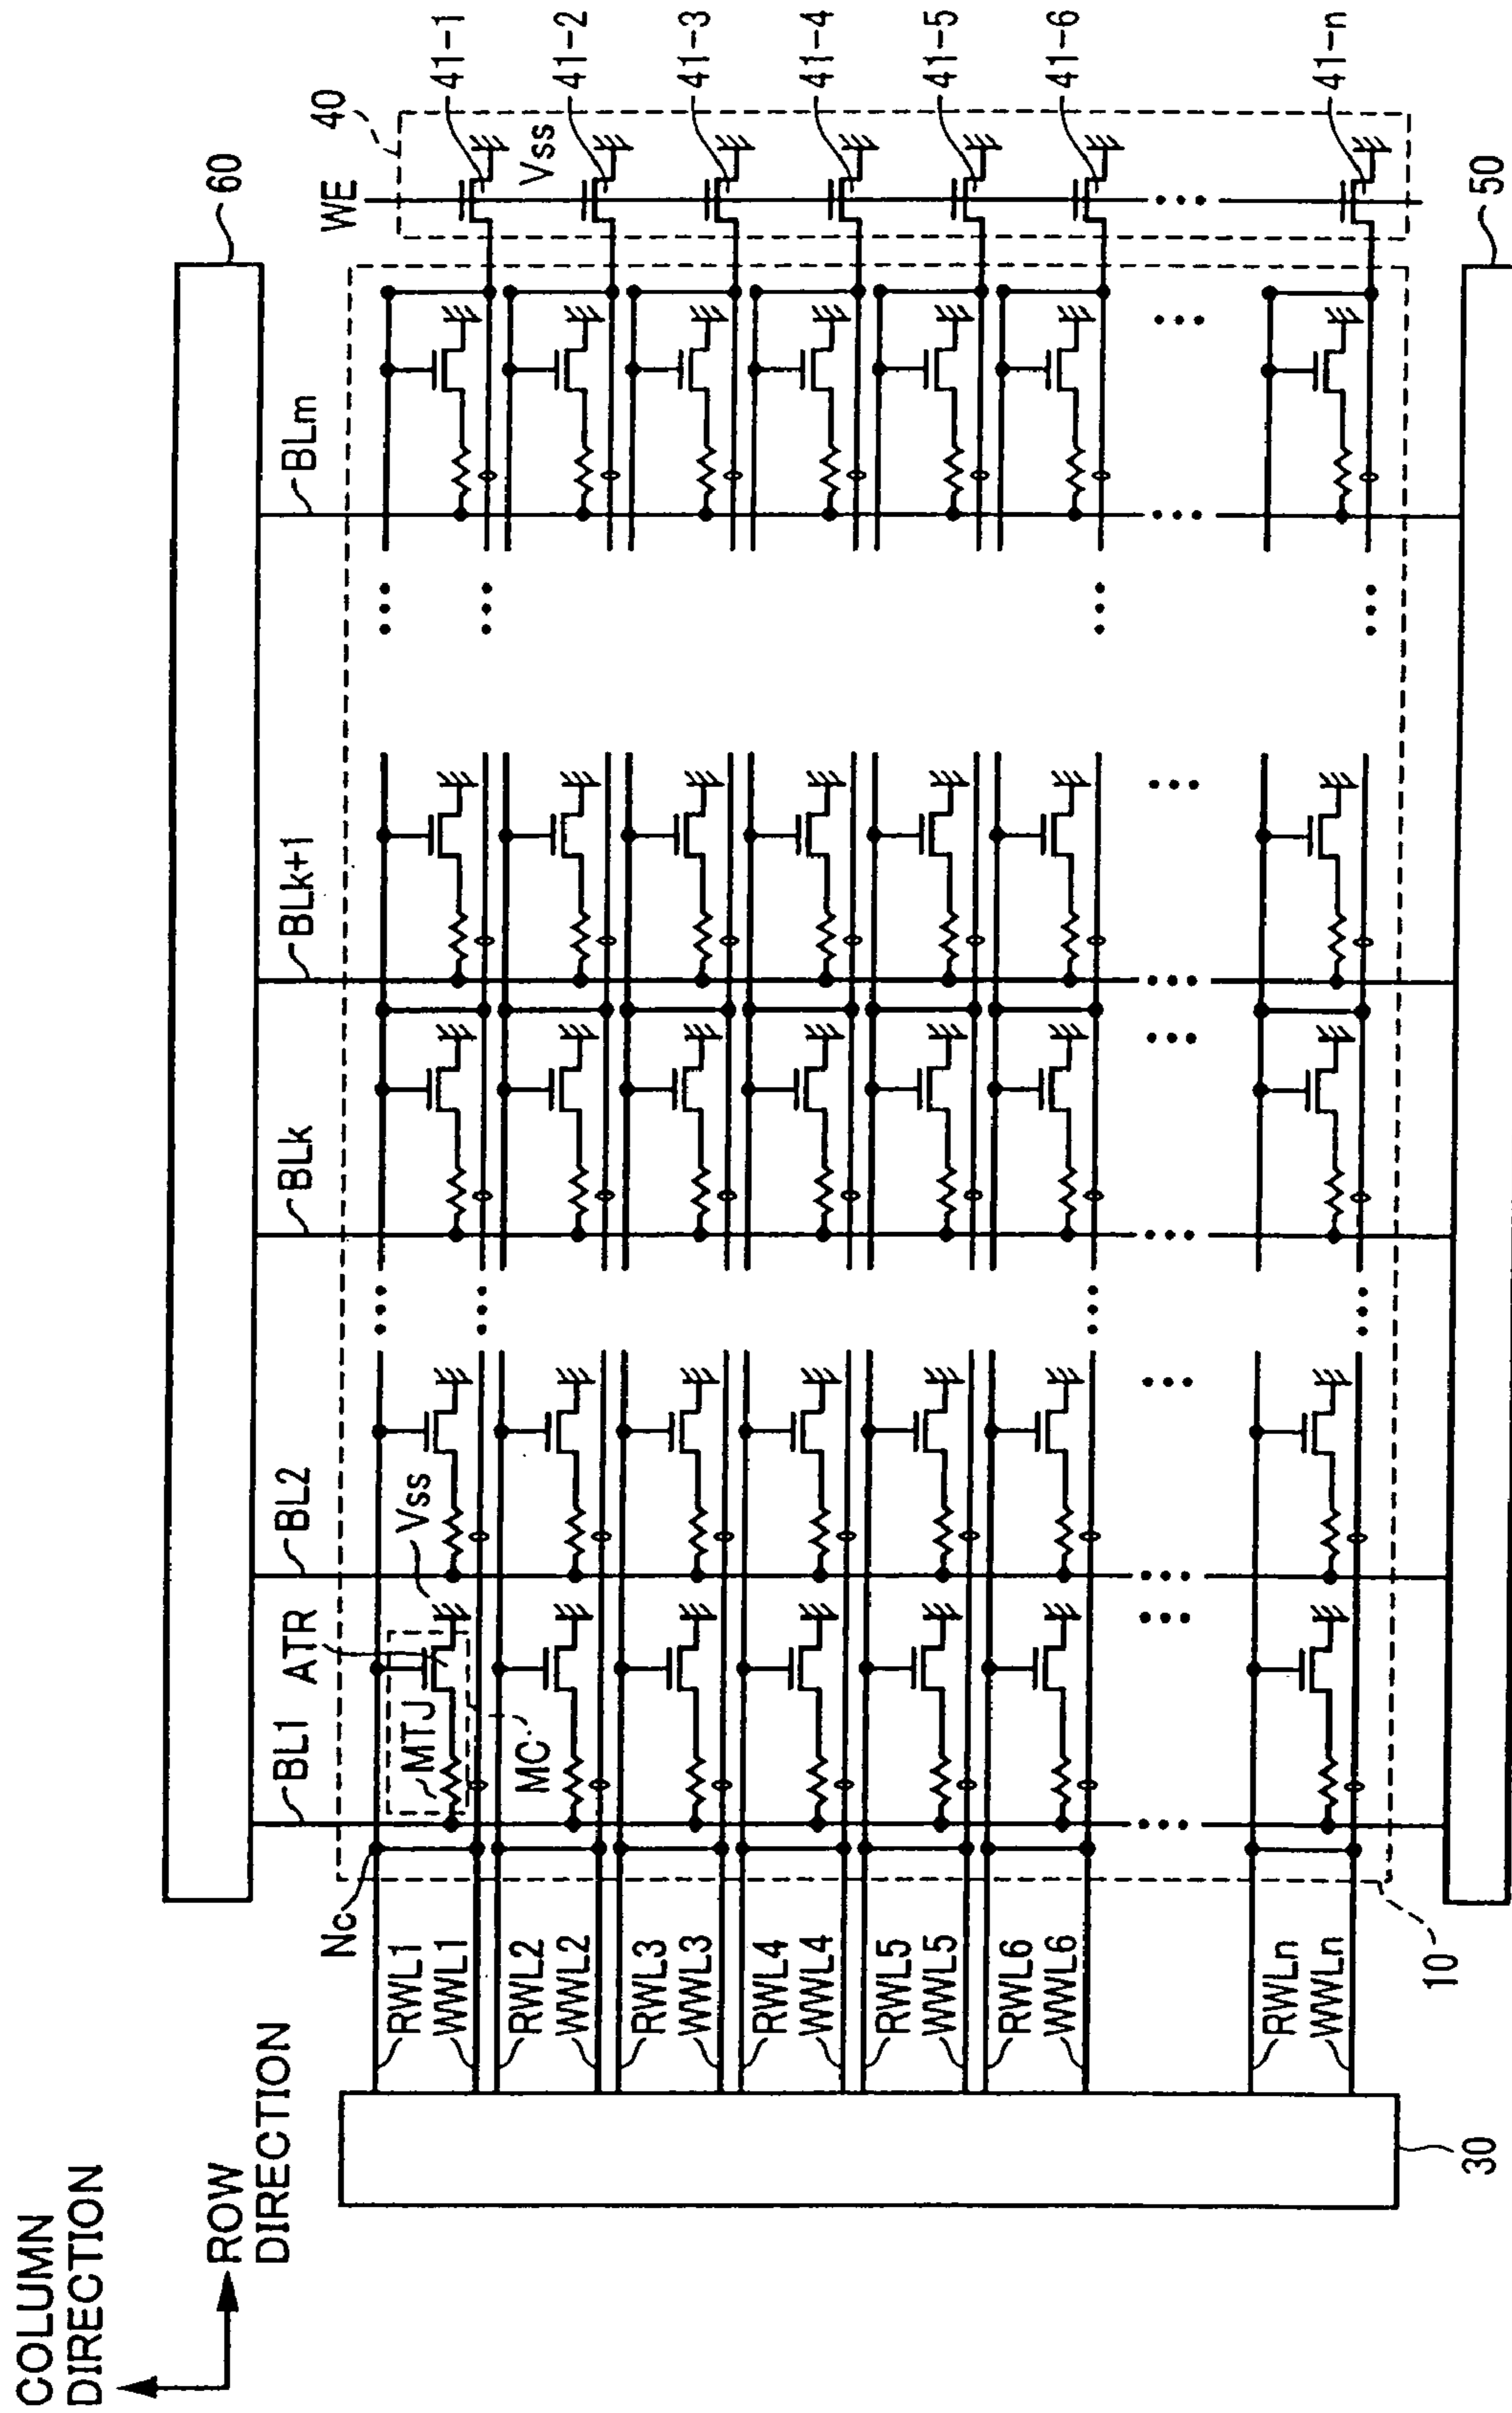 COLUMN
DIRECTION
ROW
DIRECTION
60
BL1
BL2
BLk
BLk+1
BLm
WE
40
Nc
ATR
Vss
MTJ
MC
Vss
41-1
41-2
41-3
41-4
41-5
41-6
41-n
RWL1
WWL1
RWL2
WWL2
RWL3
WWL3
RWL4
WWL4
RWL5
WWL5
RWL6
WWL6
RWLn
WWLn
10
30
50